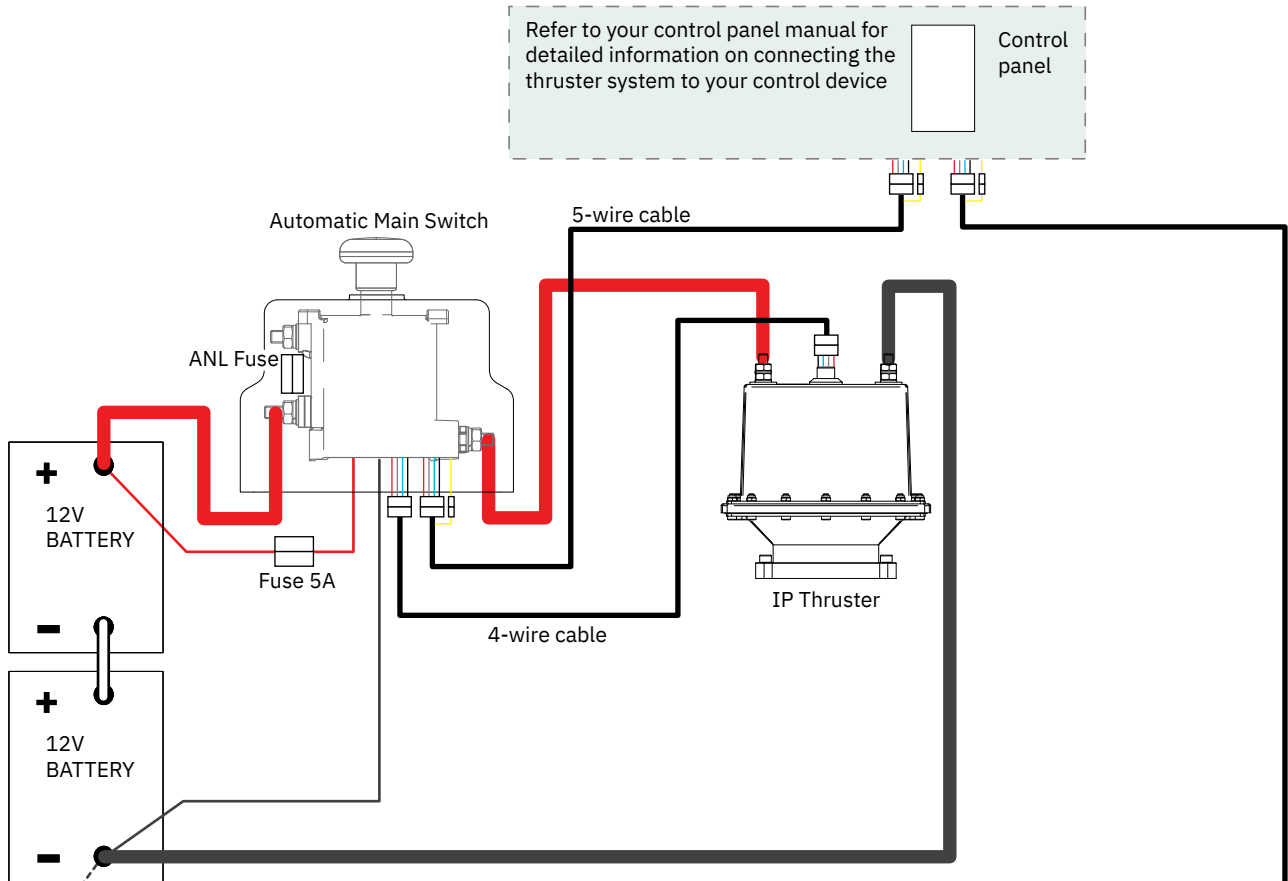 Refer to your control panel manual for
detailed information on connecting the
thruster system to your control device
Control
panel
5-wire cable
Automatic Main Switch
ANL Fuse
+
12V
BATTERY
-
Fuse 5A
4-wire cable
IP Thruster
+
12V
BATTERY
-